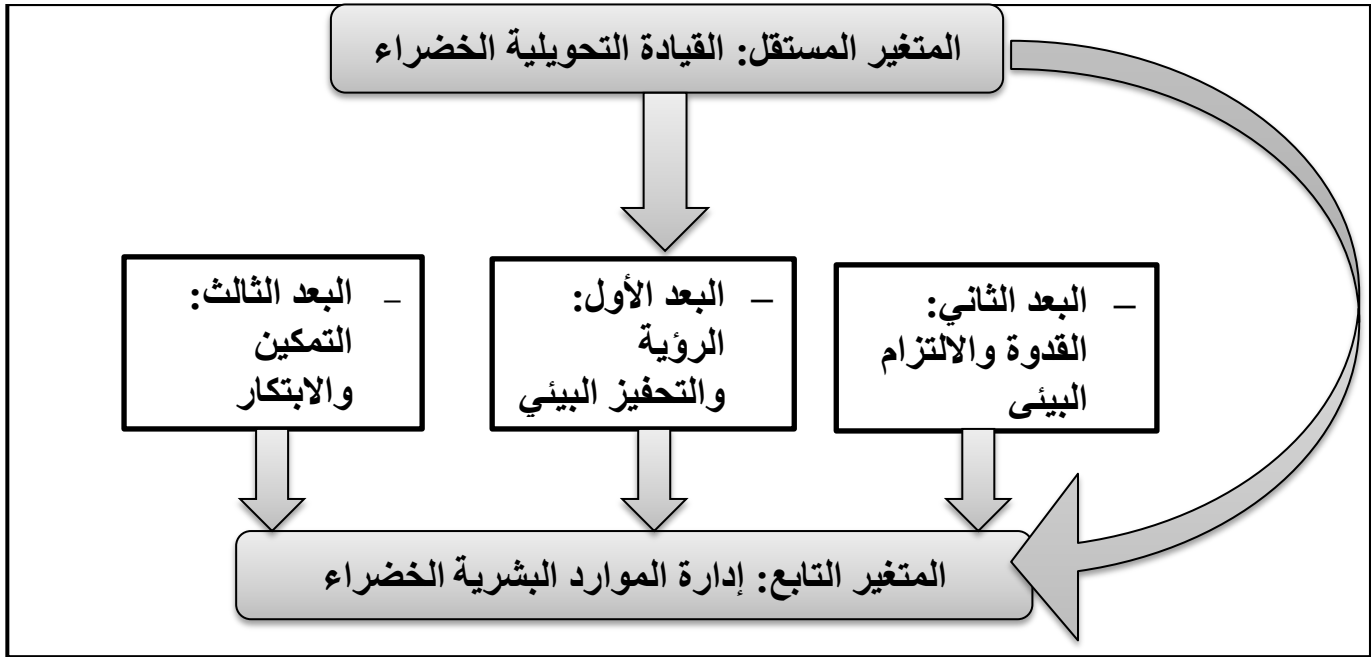 المتغير المستقل: القيادة التحويلية الخضراء
– البعد الثاني:
القدوة والالتزام
البيئى
– البعد الأول:
الرؤية
والتحفيز البيئي
– البعد الثالث:
التمكين
والابتكار
المتغير التابع: إدارة الموارد البشرية الخضراء